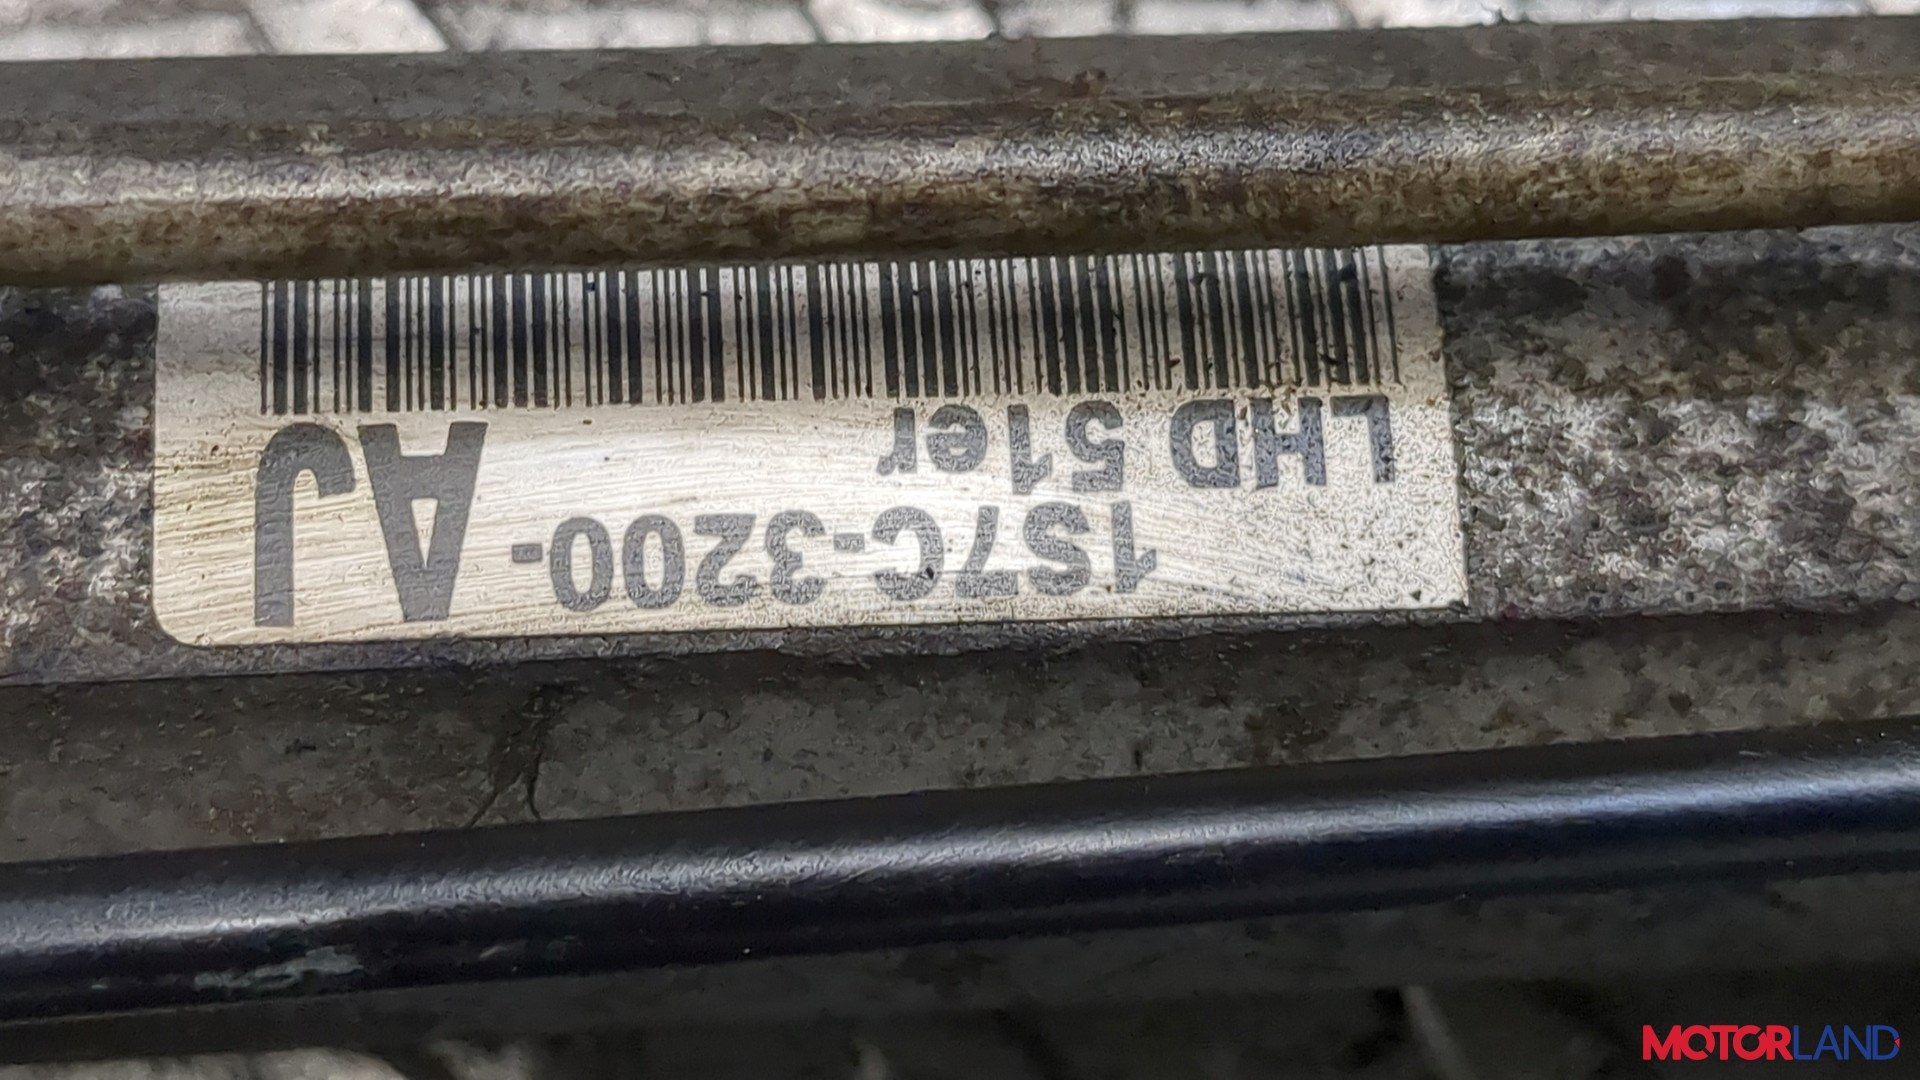 1S7C-3200-AJ
LHD 51er
MOTORLAND